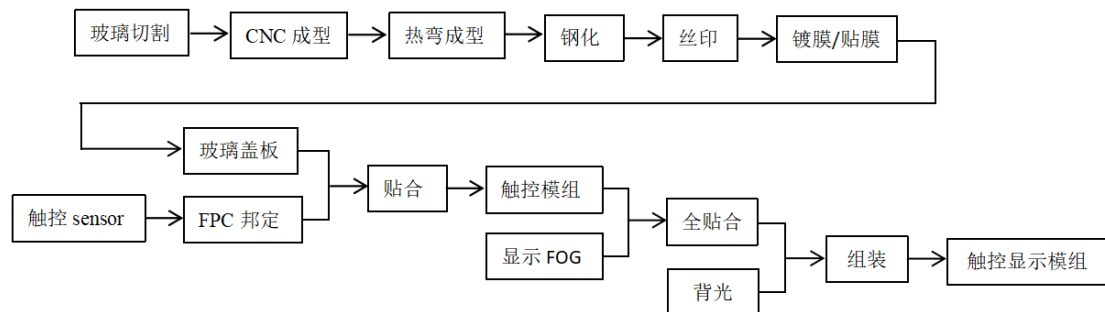 玻璃切割
CNC 成型
热弯成型
钢化
丝印
镀膜/贴膜
玻璃盖板
触控 sensor
FPC 邦定
贴合
触控模组
显示 FOG
全贴合
背光
组装
触控显示模组